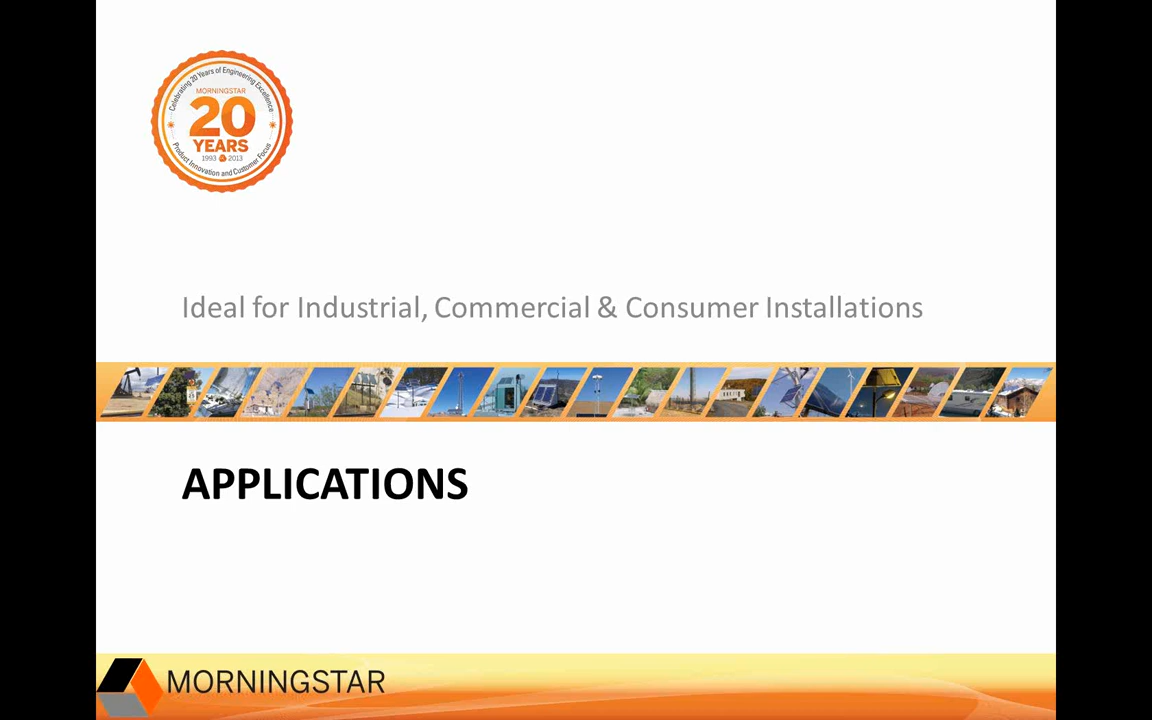 Celebrating 20 Years of Engineering Excellence
MORNINGSTAR
20
YEARS
1993 2013
Product Innovation and Customer Focus
Ideal for Industrial, Commercial & Consumer Installations
APPLICATIONS
MORNINGSTAR